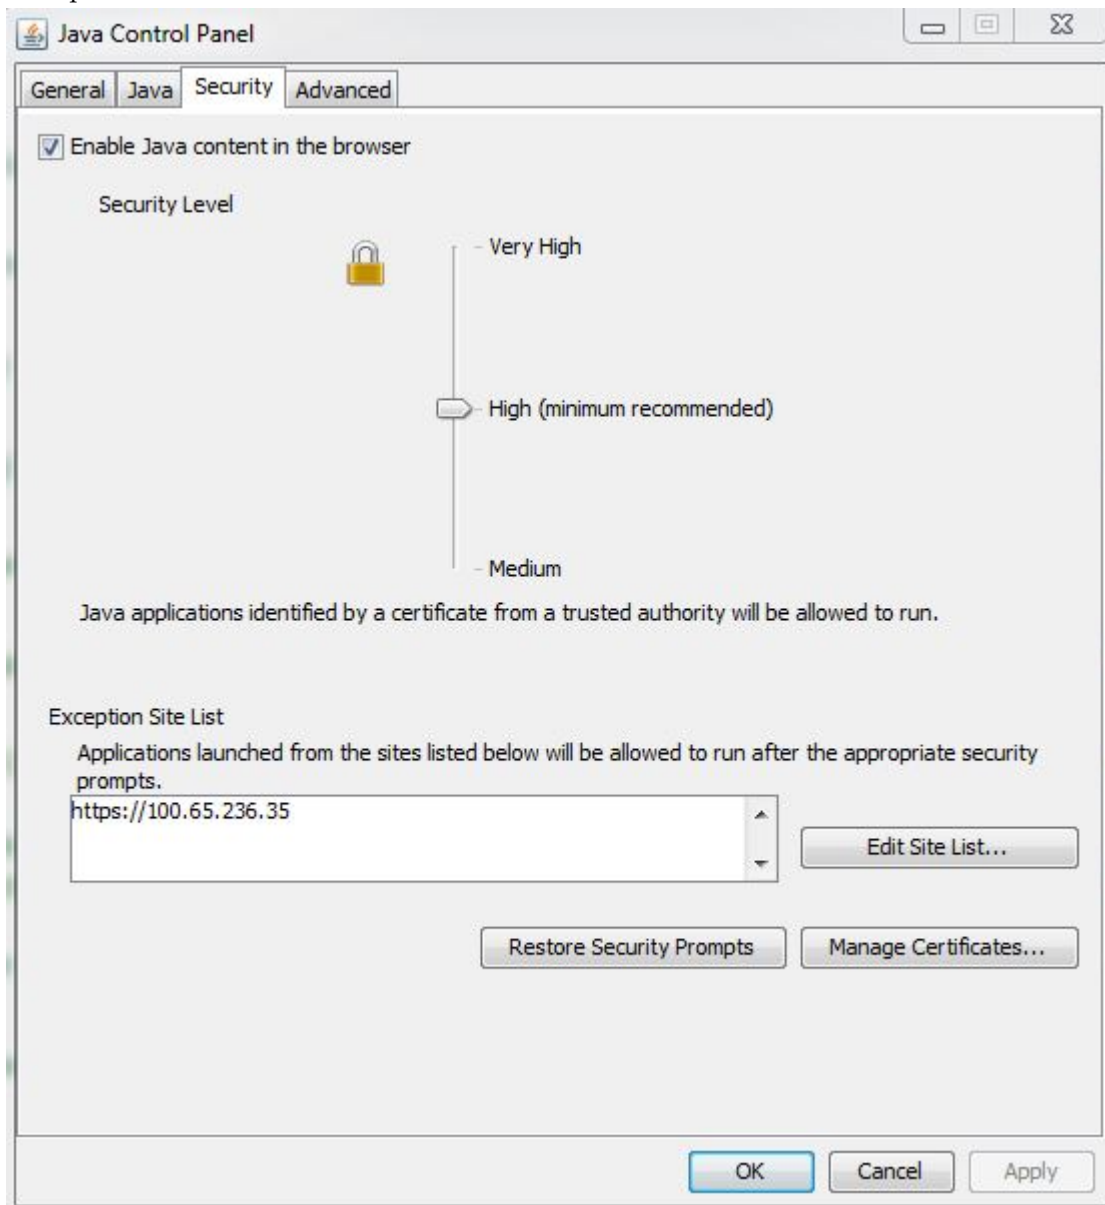 Java Control Panel
General Java Security Advanced
Enable Java content in the browser
Security Level
- Very High
- High (minimum recommended)
- Medium
Java applications identified by a certificate from a trusted authority will be allowed to run.
Exception Site List
Applications launched from the sites listed below will be allowed to run after the appropriate security
prompts.
https://100.65.236.35
Edit Site List...
Restore Security Prompts Manage Certificates...
OK Cancel Apply